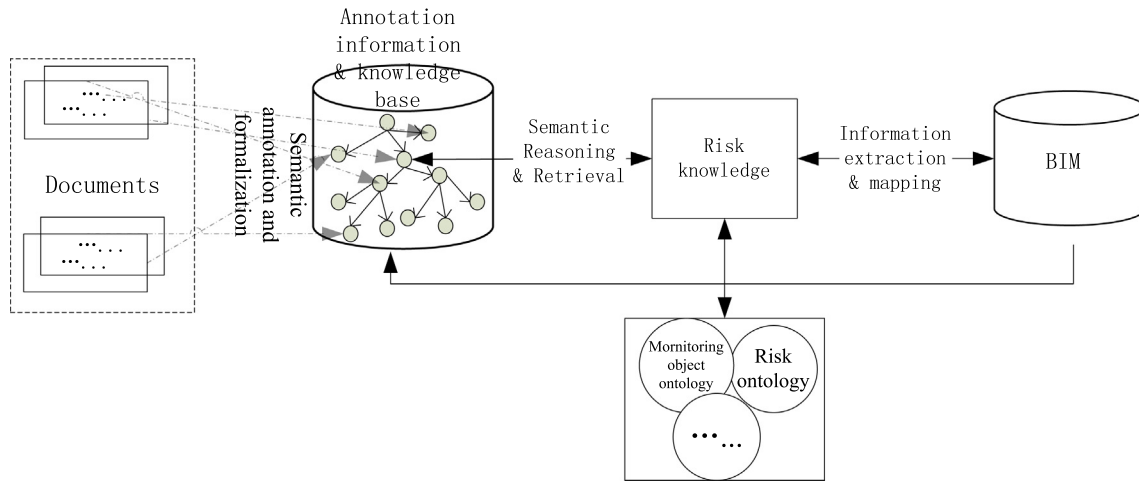 Annotation
information
& knowledge
base
•••...
•••...
Documents
•••...
•••...
Semantic
annotation and
formalization
Semantic
Reasoning
& Retrieval
Risk
knowledge
Information
extraction
& mapping
BIM
Mornitoring
object
ontology
Risk
ontology
•••...